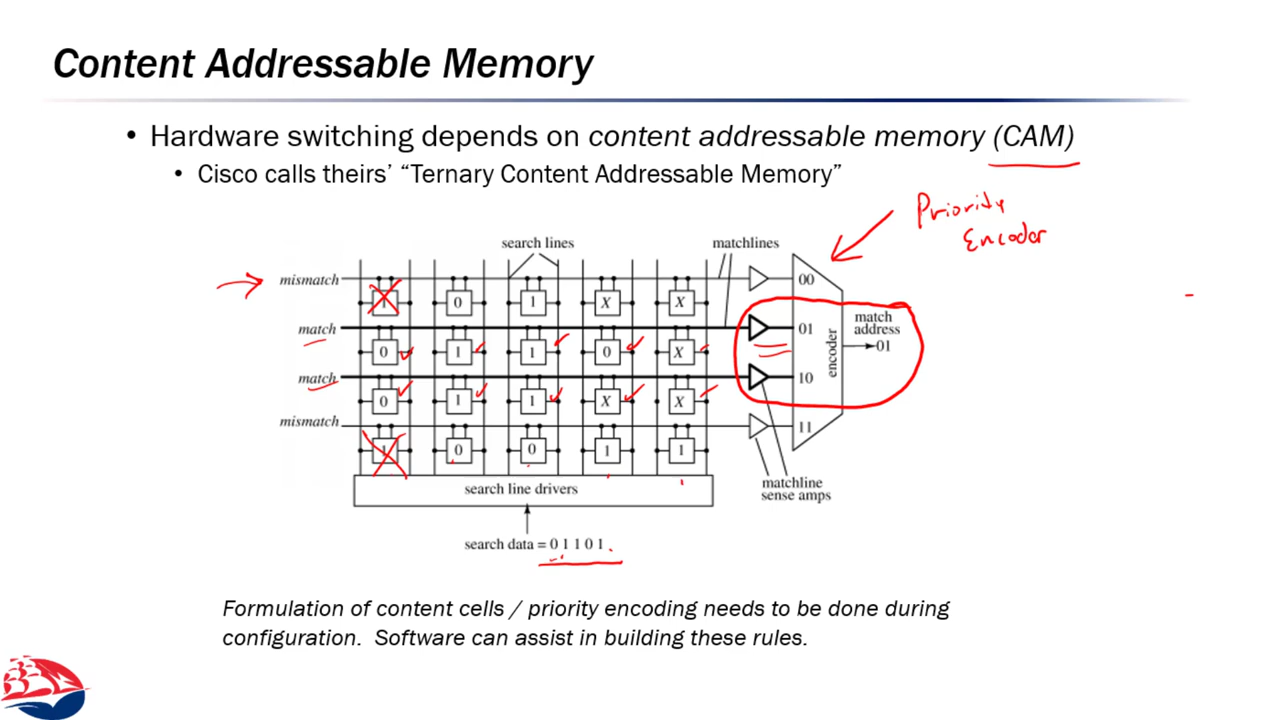 Content Addressable Memory
• Hardware switching depends on content addressable memory (CAM)
• Cisco calls theirs’ “Ternary Content Addressable Memory”
Priority
Encoder
search lines
matchlines
mismatch
00
1 0 1 X X
match
01
match
address
0 1 1 0 X
encoder
01
match
10
0 1 1 X X
mismatch
11
1 0 0 1 1
matchline
sense amps
search line drivers
search data = 0 1 1 0 1
Formulation of content cells / priority encoding needs to be done during
configuration. Software can assist in building these rules.